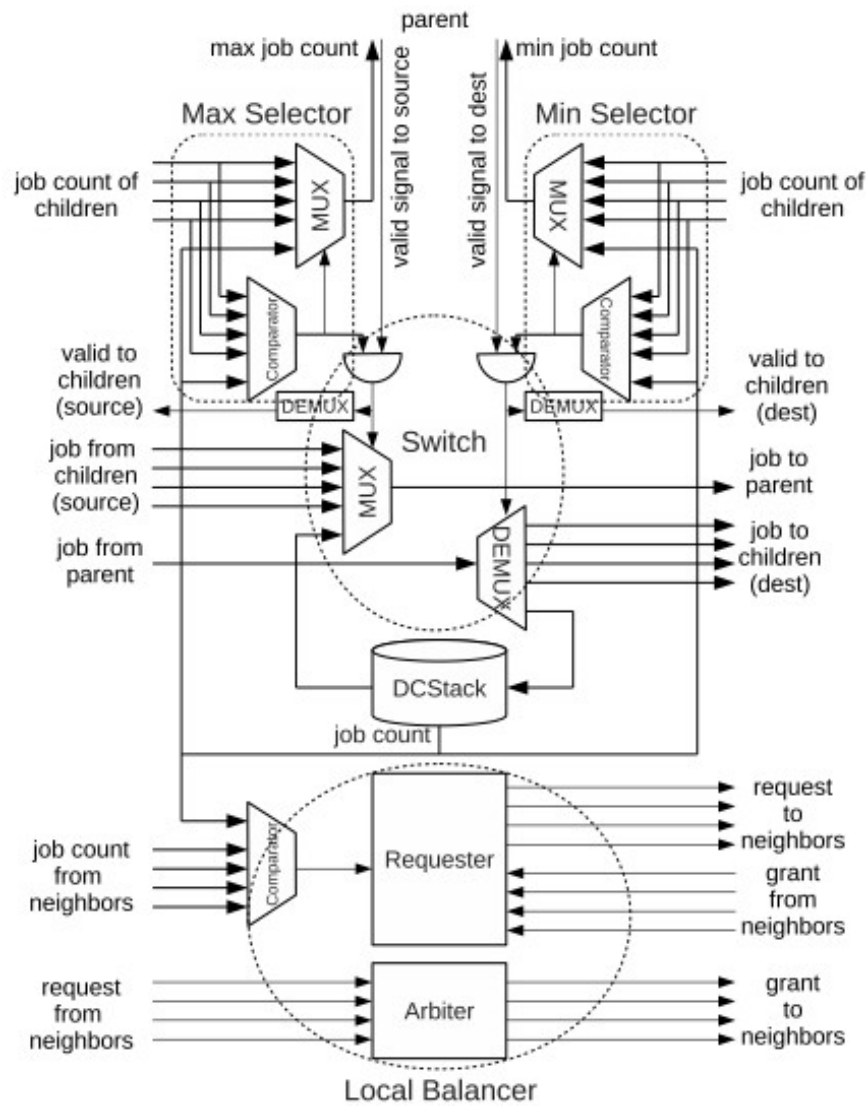 parent
max job count
min job count
valid signal to source
valid signal to dest
Max Selector
Min Selector
job count of
children
MUX
MUX
job count of
children
Comparator
Comparator
valid to
children
(source)
DEMUX
DEMUX
valid to
children
(dest)
Switch
job from
children
(source)
MUX
job to
parent
job from
parent
DEMUX
job to
children
(dest)
DCStack
job count
Comparator
job count
from
neighbors
Requester
request
to
neighbors
grant
from
neighbors
request
from
neighbors
Arbiter
grant
to
neighbors
Local Balancer